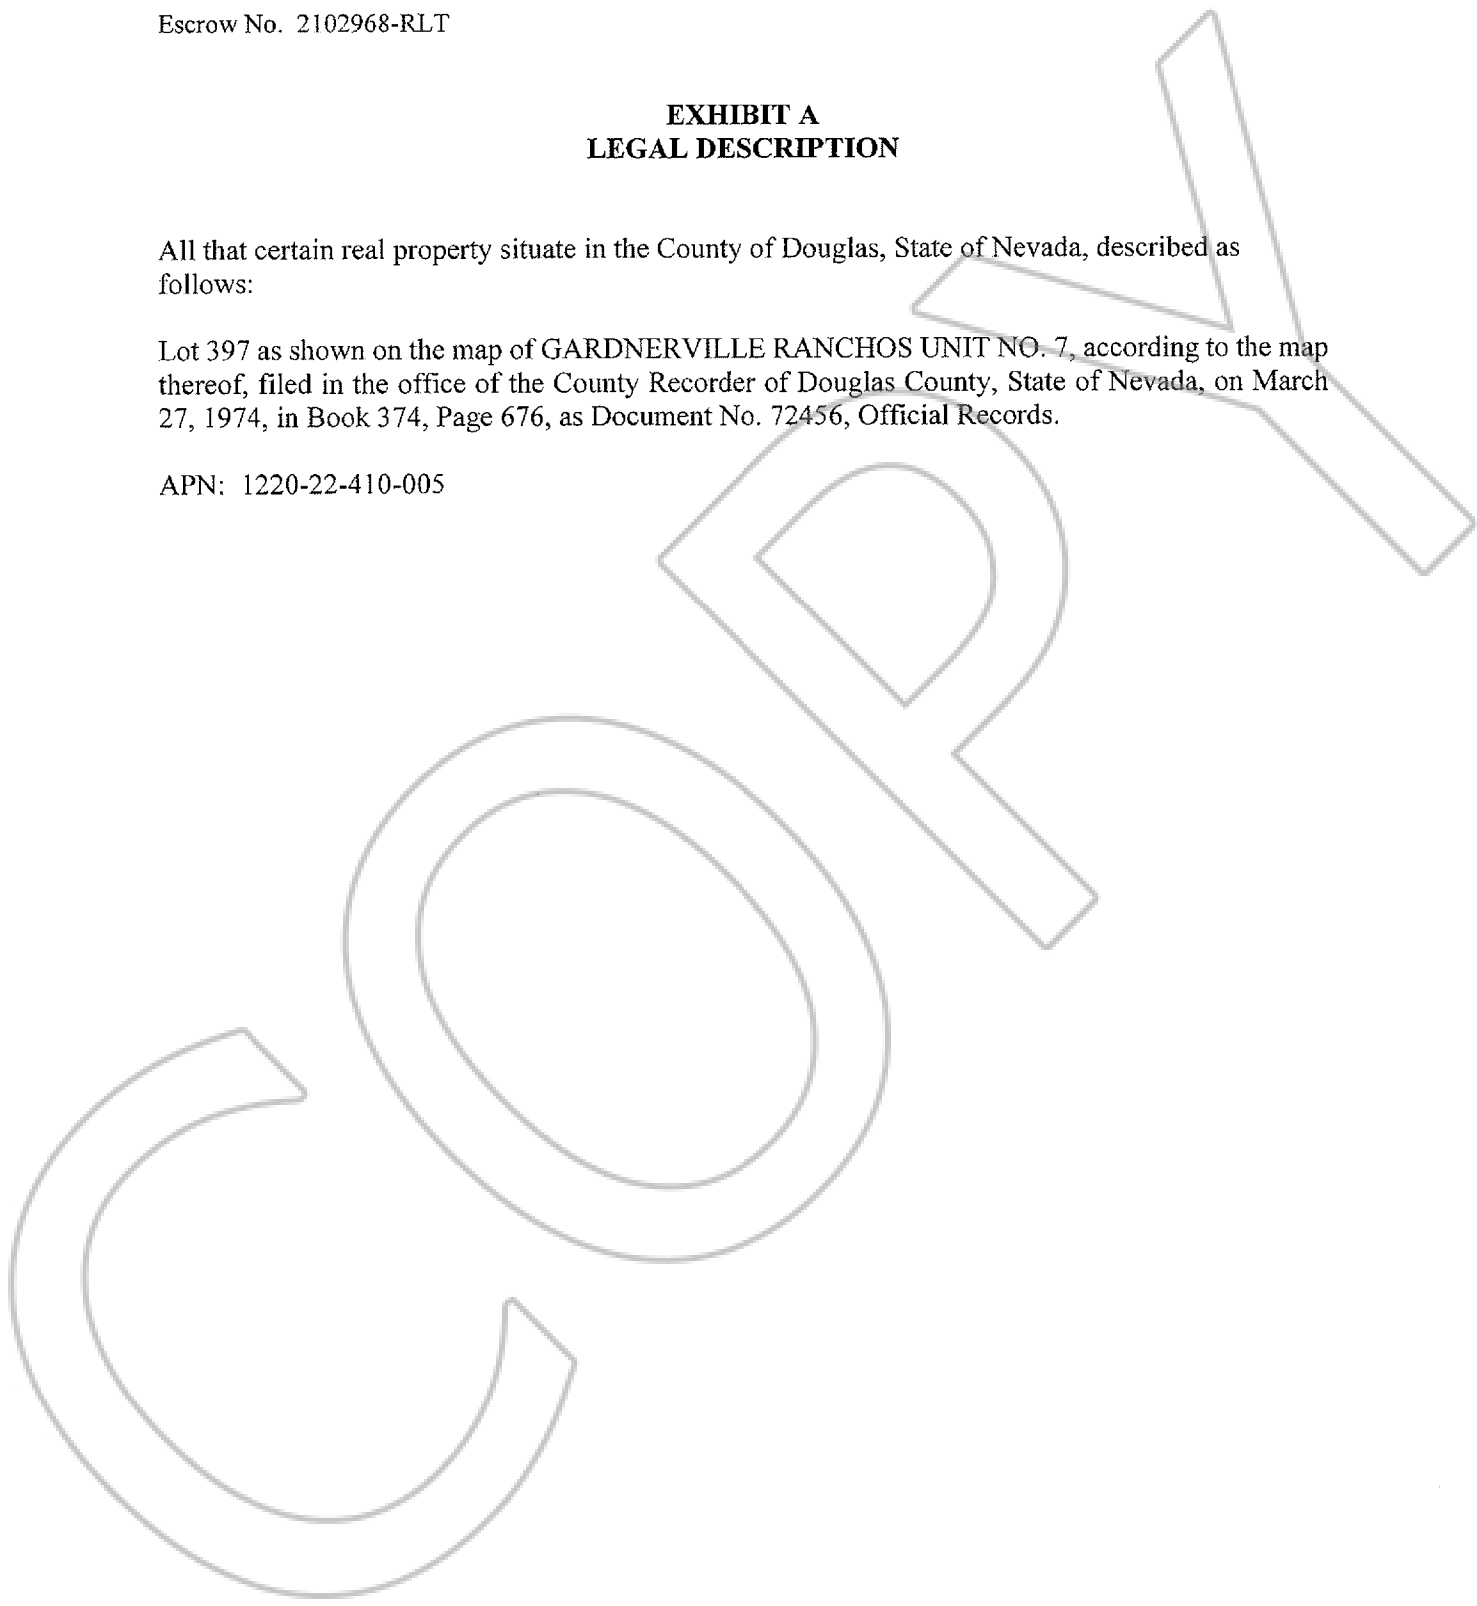 Escrow No. 2102968-RLT
EXHIBIT A
LEGAL DESCRIPTION
All that certain real property situate in the County of Douglas, State of Nevada, described as
follows:
Lot 397 as shown on the map of GARDNERVILLE RANCHOS UNIT NO. 7, according to the map
thereof, filed in the office of the County Recorder of Douglas County, State of Nevada, on March
27, 1974, in Book 374, Page 676, as Document No. 72456, Official Records.
APN: 1220-22-410-005
COPY